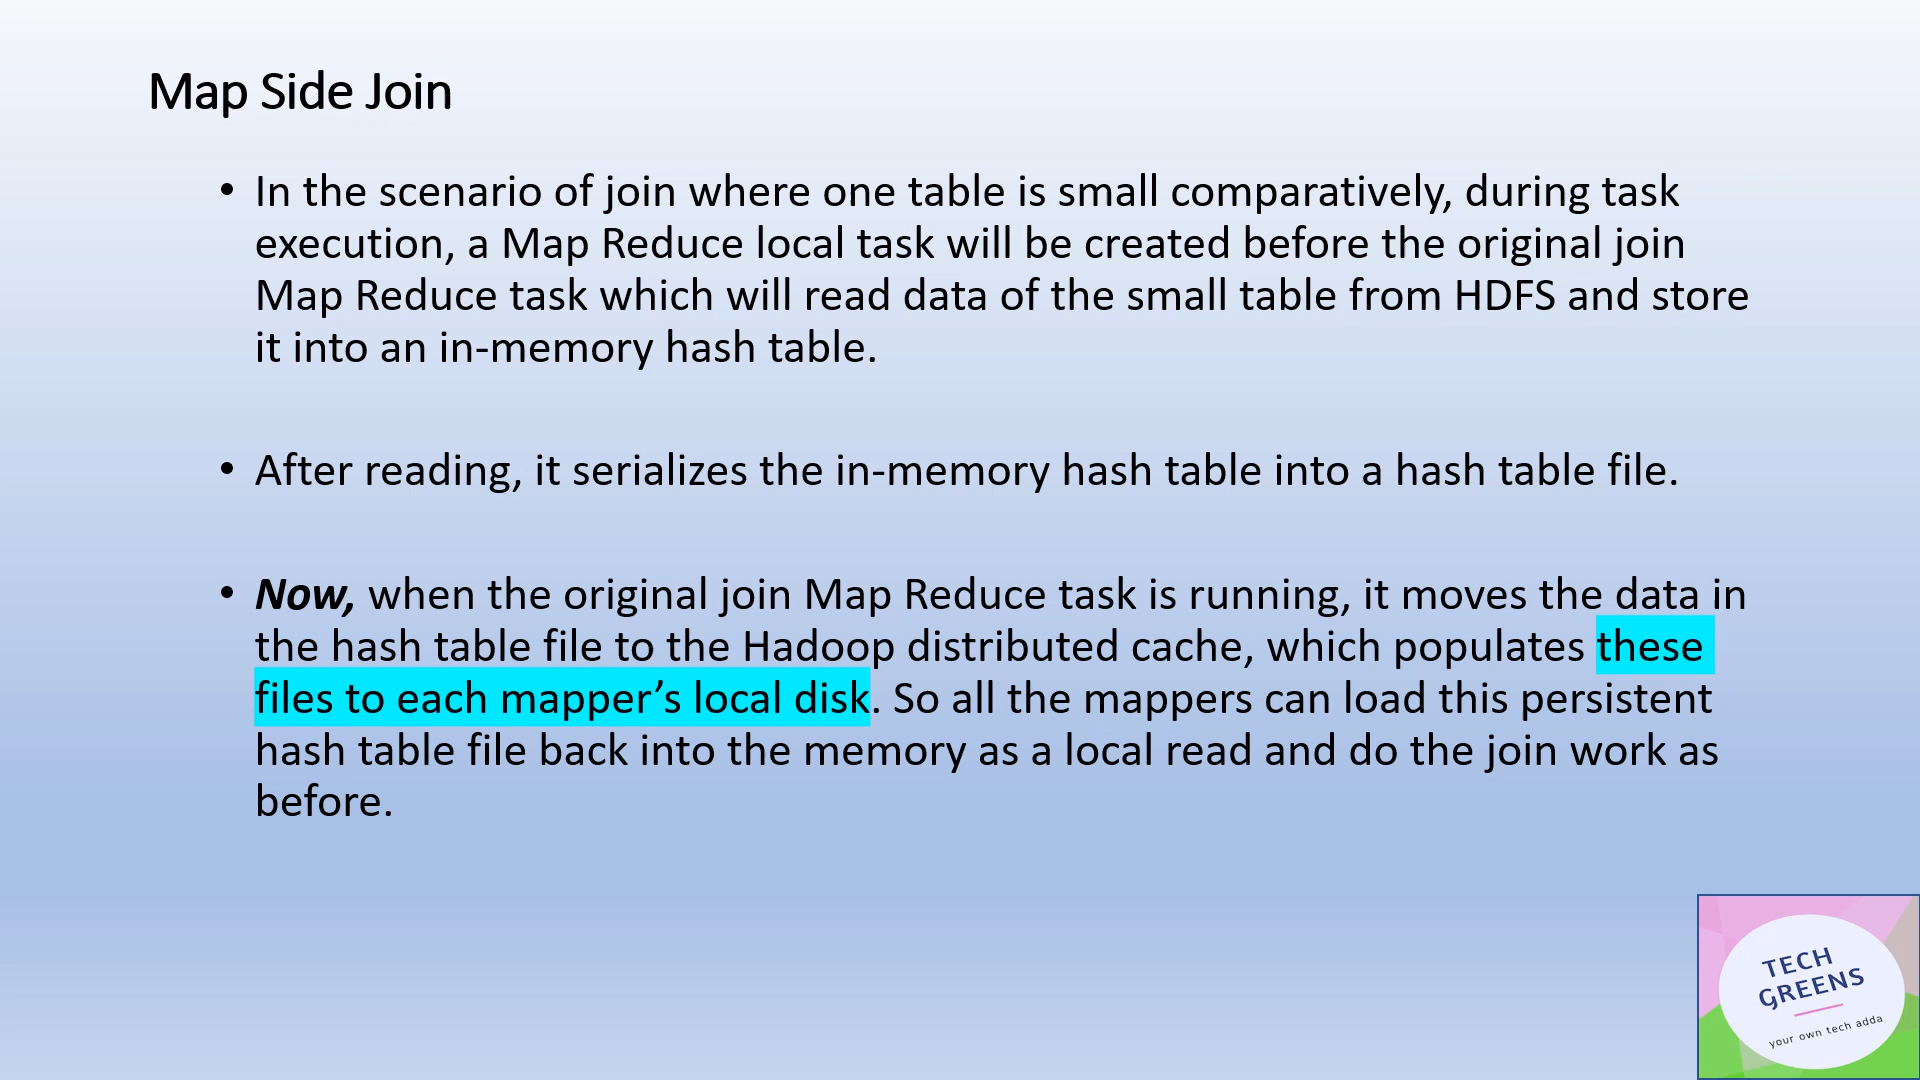 Map Side Join
• In the scenario of join where one table is small comparatively, during task
execution, a Map Reduce local task will be created before the original join
Map Reduce task which will read data of the small table from HDFS and store
it into an in-memory hash table.
• After reading, it serializes the in-memory hash table into a hash table file.
• Now, when the original join Map Reduce task is running, it moves the data in
the hash table file to the Hadoop distributed cache, which populates these
files to each mapper’s local disk. So all the mappers can load this persistent
hash table file back into the memory as a local read and do the join work as
before.
TECH
GREENS
your own tech adda